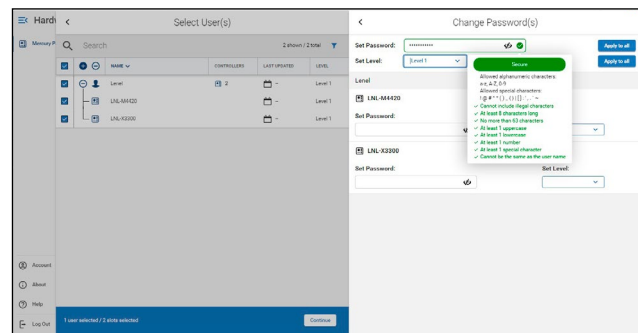 Hardw
Select User(s)
Change Password(s)
Mercury P
Search
2 shown / 2 total
NAME
CONTROLLERS
LAST UPDATED
LEVEL
Lenel
2
--
Level 1
LNL-M4420
--
Level 1
LNL-X3300
--
Level 1
Account
About
Help
Log Out
1 user selected / 2 slots selected
Continue
Set Password:
Apply to all
Set Level:
Level 1
Apply to all
Secure
Allowed alphanumeric characters:
a-z, A-Z, 0-9
Allowed special characters:
Cannot include illegal characters
At least 8 characters long
No more than 63 characters
At least 1 uppercase
At least 1 lowercase
At least 1 number
At least 1 special character
Cannot be the same as the user name
Lenel
LNL-M4420
Set Password:
LNL-X3300
Set Password:
Set Level: